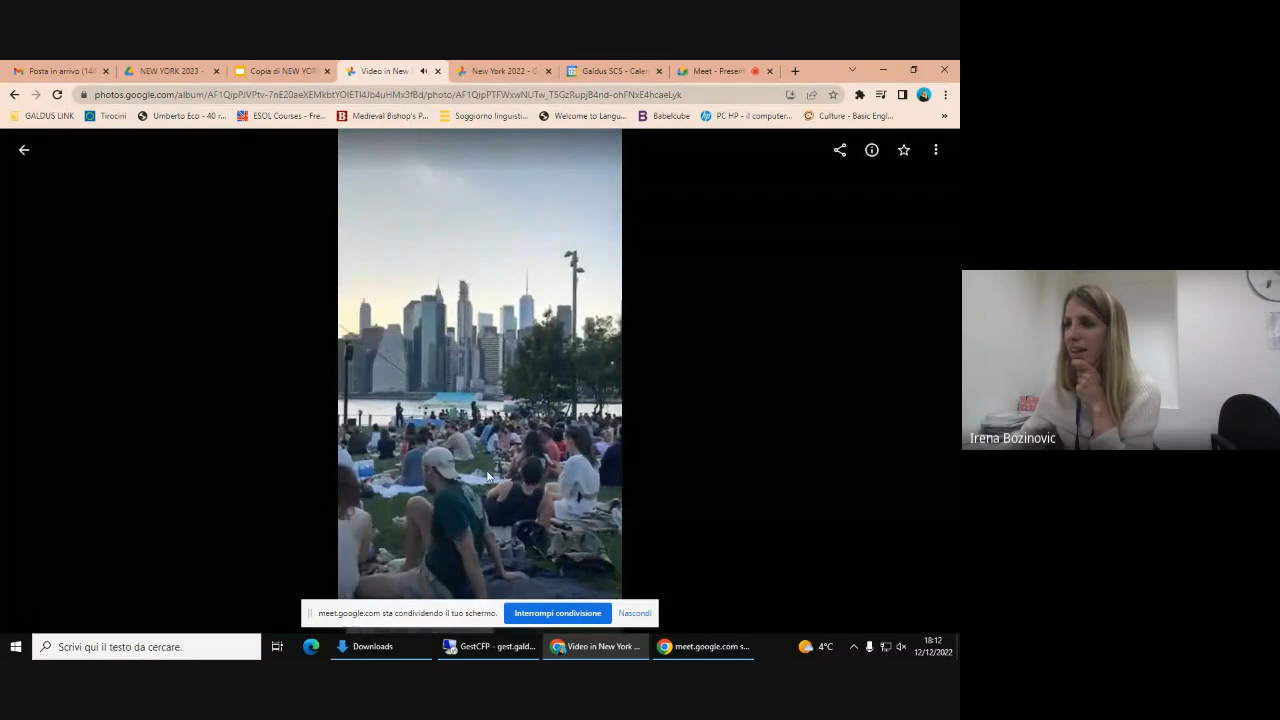 Posta in arrivo (14
NEW YORK 2023 -
Copia di NEW YOR
Video in New
New York 2022 - G
Galdus SCS - Cale
Meet - Present
photos.google.com/album/AF1QipPJVPtv-7nE20aeXEMkbtYOIETI4Jb4uHMx3fBd/photo/AF1QipPTFWxwNUTw_T5GzRupjB4nd-ohFNxE4hcaeLyk
GALDUS LINK
Tirocini
Umberto Eco - 40 r...
ESOL Courses - Fre...
Medieval Bishop's P...
Soggiorno linguisti...
Welcome to Langu...
Babelcube
PC HP - il computer...
Culture - Basic Engl...
Irena Bozinovic
meet.google.com sta condividendo il tuo schermo.
Interrompi condivisione
Nascondi
Scrivi qui il testo da cercare.
Downloads
GestCFP - gest.gald...
Video in New York ...
meet.google.com s...
4°C
18:12
12/12/2022